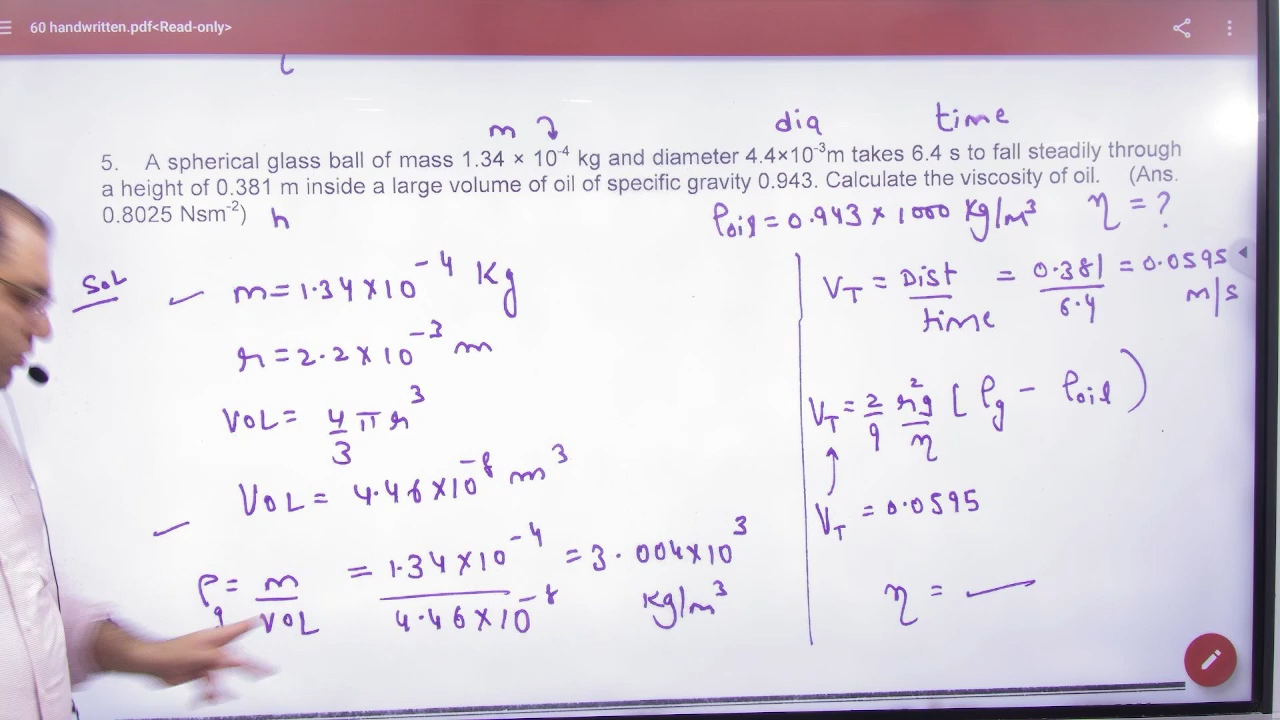 60 handwritten.pdf<Read-only>
m dia time
5. A spherical glass ball of mass 1.34 × 10⁻⁴ kg and diameter 4.4×10⁻³m takes 6.4 s to fall steadily through
a height of 0.381 m inside a large volume of oil of specific gravity 0.943. Calculate the viscosity of oil. (Ans.
0.8025 Nsm⁻²) h
ρoil = 0.943 × 1000 Kg/m³ η = ?
Sol
m = 1.34 × 10⁻⁴ Kg
r = 2.2 × 10⁻³ m
VOL = 4/3 π r³
VOL = 4.46 × 10⁻⁸ m³
ρg = m/VOL = 1.34 × 10⁻⁴ / 4.46 × 10⁻⁸ = 3.004 × 10³ kg/m³
VT = Dist/time = 0.381/6.4 = 0.0595 m/s
VT = 2/9 r²g/η [ρg - ρoil)
VT = 0.0595
η =